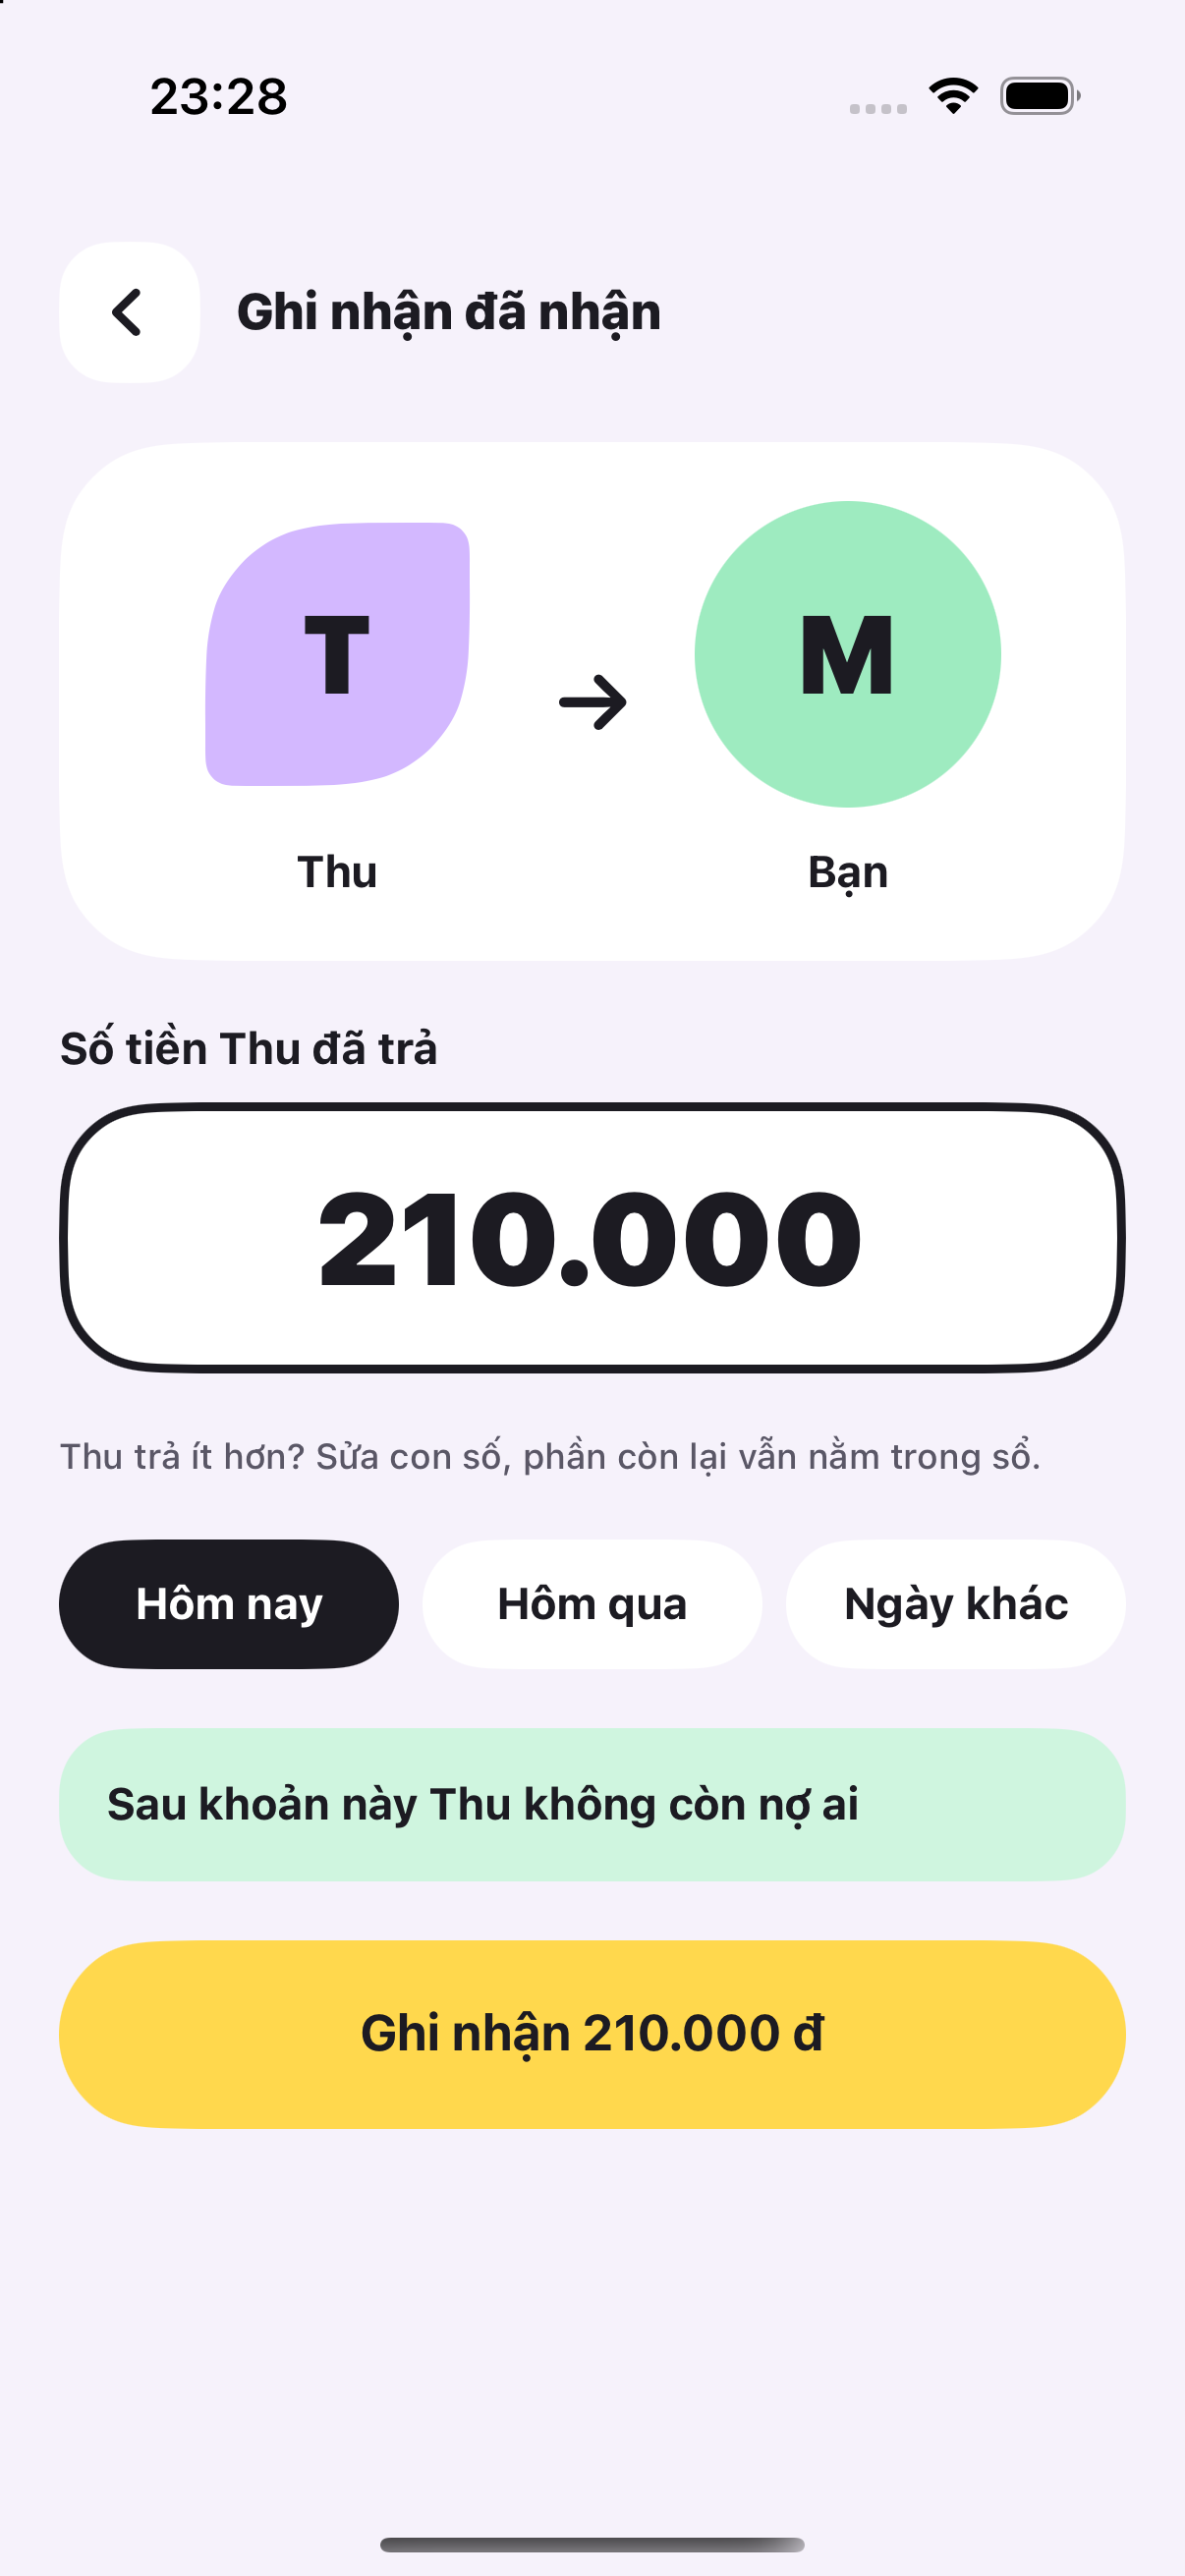 23:28
Ghi nhận đã nhận
T
M
Thu
Bạn
Số tiền Thu đã trả
210.000
Thu trả ít hơn? Sửa con số, phần còn lại vẫn nằm trong sổ.
Hôm nay
Hôm qua
Ngày khác
Sau khoản này Thu không còn nợ ai
Ghi nhận 210.000 đ